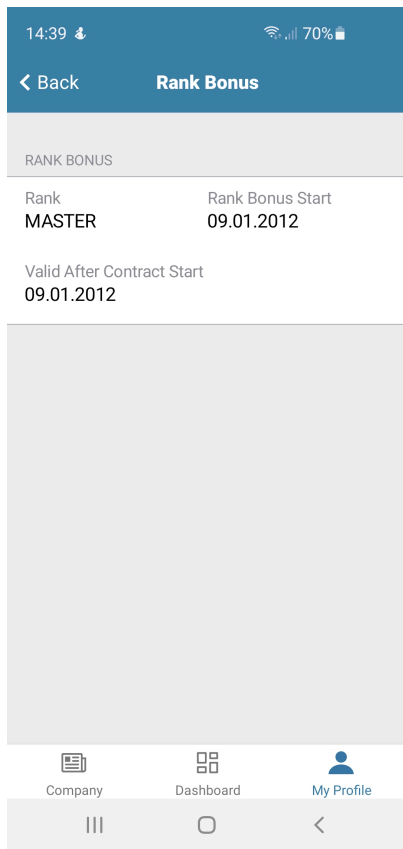 14:39 70%
Back Rank Bonus
RANK BONUS
Rank Rank Bonus Start
MASTER 09.01.2012
Valid After Contract Start
09.01.2012
Company Dashboard My Profile